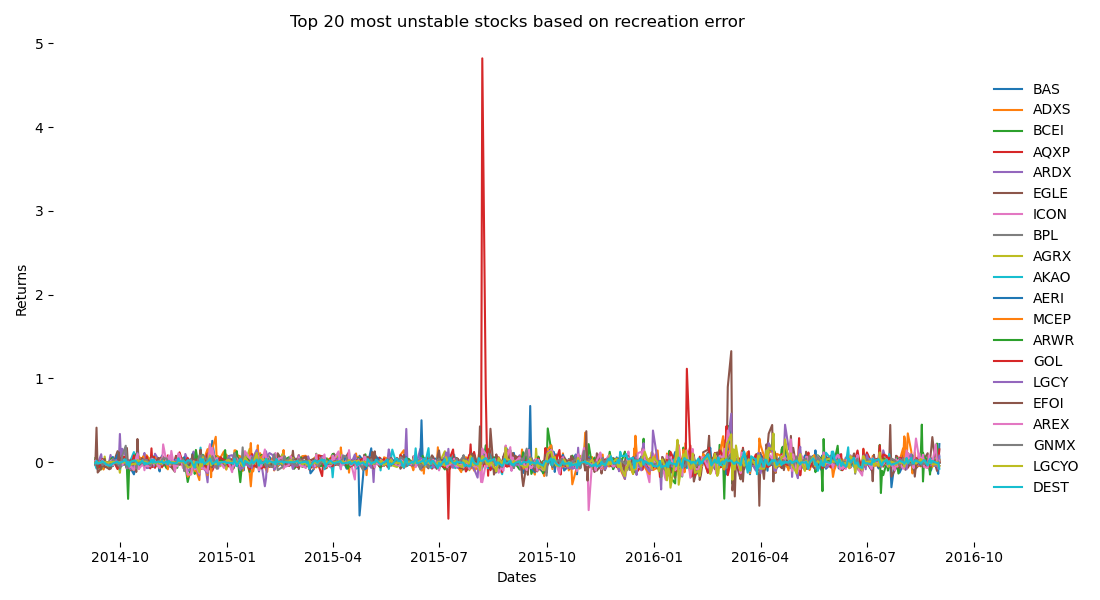 Top 20 most unstable stocks based on recreation error
5
4
3
2
1
0
Returns
2014-10
2015-01
2015-04
2015-07
2015-10
2016-01
2016-04
2016-07
2016-10
Dates
BAS
ADXS
BCEI
AQXP
ARDX
EGLE
ICON
BPL
AGRX
AKAO
AERI
MCEP
ARWR
GOL
LGCY
EFOI
AREX
GNMX
LGCYO
DEST